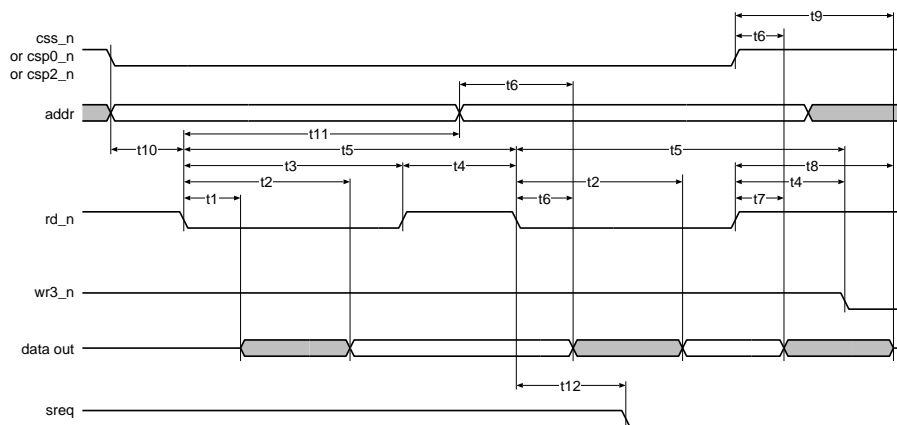 t9
css_n
t6
or csp0_n
or csp2_n
t6
addr
t11
t10
t5
t5
t3
t4
t8
t2
t2
t4
t1
t6
t7
rd_n
wr3_n
data out
t12
sreq